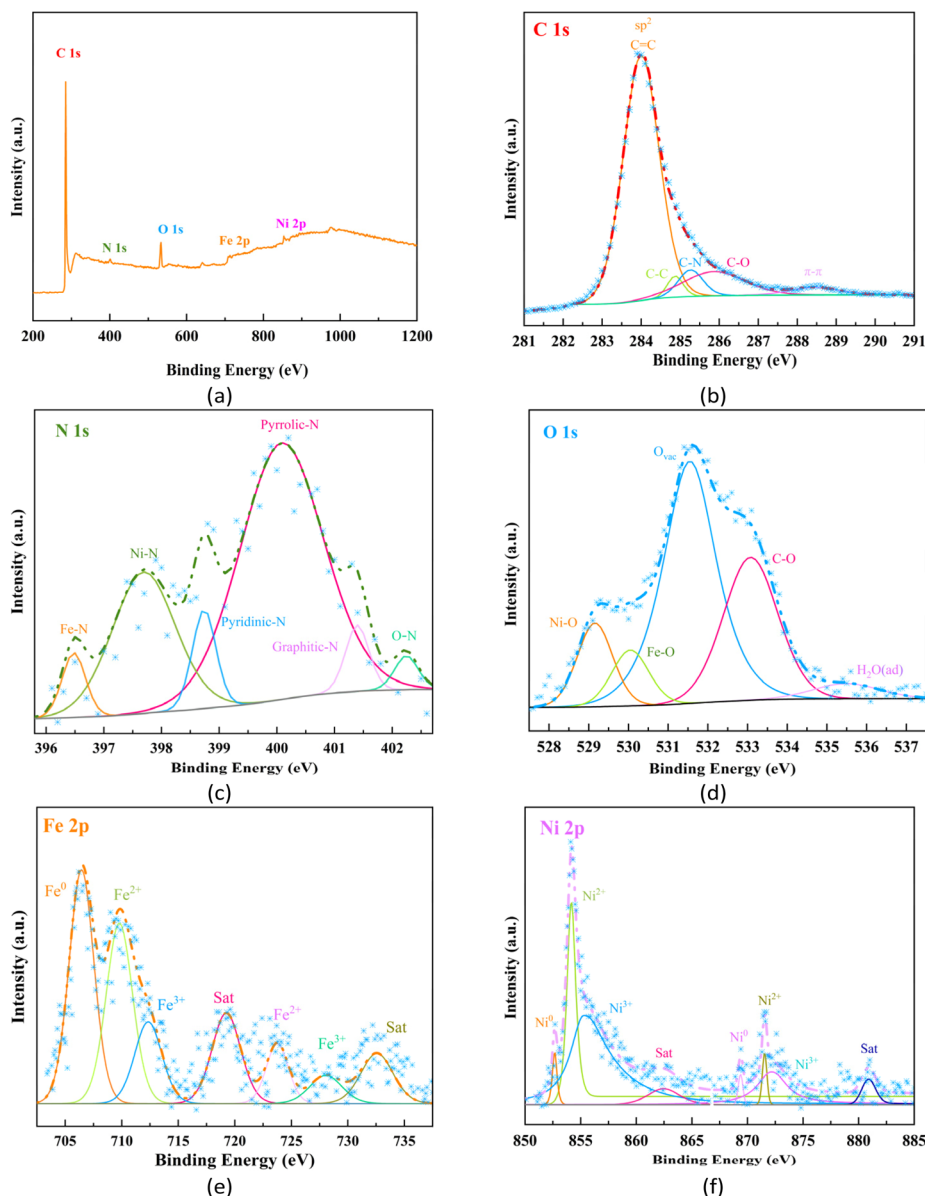 C 1s
N 1s
O 1s
Fe 2p
Ni 2p
Intensity (a.u.)
200 400 600 800 1000 1200
Binding Energy (eV)
(a)
C 1s
sp²
C=C
C-C
C-N
C-O
π-π
Intensity (a.u.)
281 282 283 284 285 286 287 288 289 290 291
Binding Energy (eV)
(b)
N 1s
Pyrrolic-N
Ni-N
Fe-N
Pyridinic-N
Graphitic-N
O-N
Intensity (a.u.)
396 397 398 399 400 401 402
Binding Energy (eV)
(c)
O 1s
Ovac
C-O
Ni-O
Fe-O
H₂O(ad)
Intensity (a.u.)
528 529 530 531 532 533 534 535 536 537
Binding Energy (eV)
(d)
Fe 2p
Fe⁰
Fe²⁺
Fe³⁺
Sat
Fe²⁺
Fe³⁺
Sat
Intensity (a.u.)
705 710 715 720 725 730 735
Binding Energy (eV)
(e)
Ni 2p
Ni²⁺
Ni⁰
Ni³⁺
Sat
Ni⁰
Ni²⁺
Ni³⁺
Sat
Intensity (a.u.)
850 855 860 865 870 875 880 885
Binding Energy (eV)
(f)